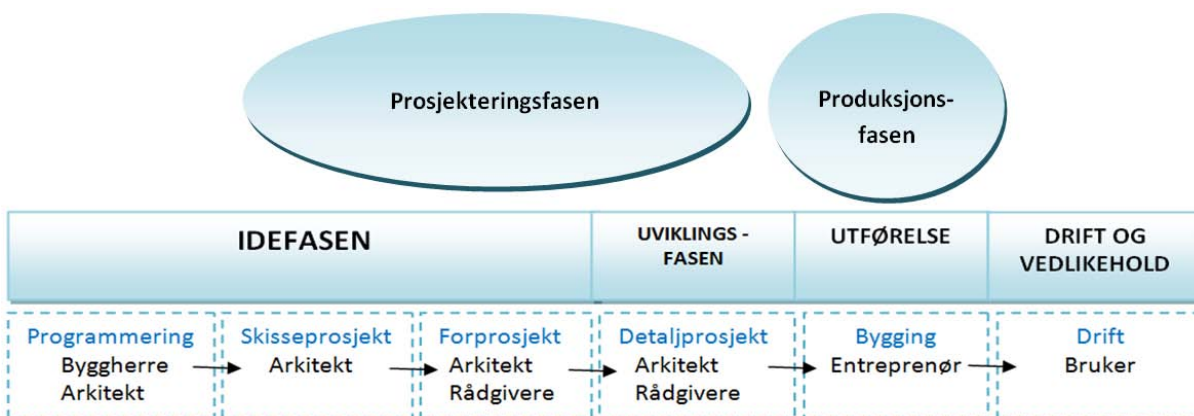 Prosjekteringsfasen
Produksjons-
fasen
IDEFASEN
UVIKLINGS -
FASEN
UTFØRELSE
DRIFT OG
VEDLIKEHOLD
Programmering
Byggherre
Arkitekt
Skisseprosjekt
Arkitekt
Forprosjekt
Arkitekt
Rådgivere
Detaljprosjekt
Arkitekt
Rådgivere
Bygging
Entreprenør
Drift
Bruker